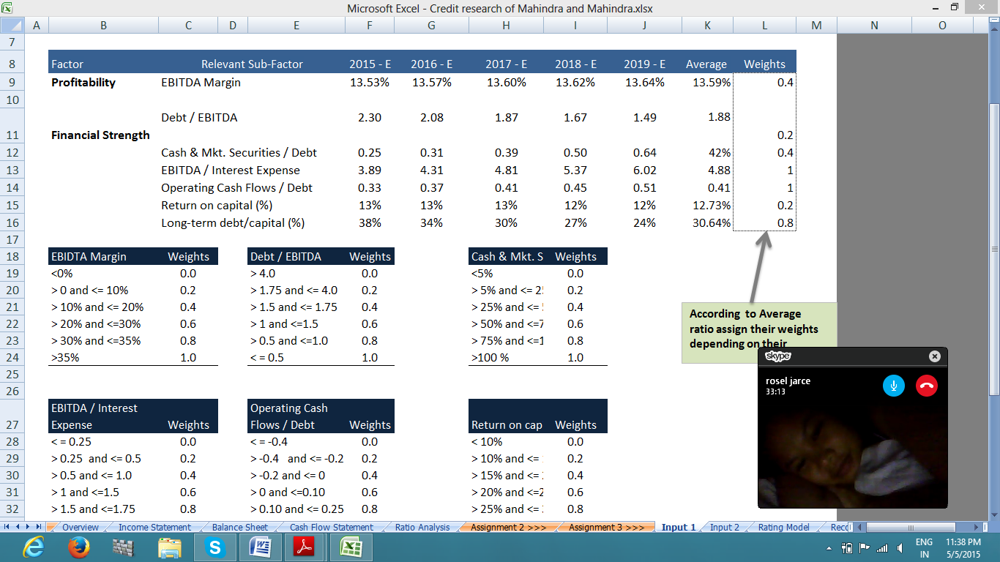 Microsoft Excel - Credit research of Mahindra and Mahindra.xlsx
A B C D E F G H I J K L M N O
7
8 Factor Relevant Sub-Factor 2015 - E 2016 - E 2017 - E 2018 - E 2019 - E Average Weights
9 Profitability EBITDA Margin 13.53% 13.57% 13.60% 13.62% 13.64% 13.59% 0.4
10
Debt / EBITDA 2.30 2.08 1.87 1.67 1.49 1.88
11 Financial Strength 0.2
12 Cash & Mkt. Securities / Debt 0.25 0.31 0.39 0.50 0.64 42% 0.4
13 EBITDA / Interest Expense 3.89 4.31 4.81 5.37 6.02 4.88 1
14 Operating Cash Flows / Debt 0.33 0.37 0.41 0.45 0.51 0.41 1
15 Return on capital (%) 13% 13% 13% 12% 12% 12.73% 0.2
16 Long-term debt/capital (%) 38% 34% 30% 27% 24% 30.64% 0.8
17
18 EBIDTA Margin Weights Debt / EBITDA Weights Cash & Mkt. S Weights
19 <0% 0.0 > 4.0 0.0 <5% 0.0
20 > 0 and <= 10% 0.2 > 1.75 and <= 4.0 0.2 > 5% and <= 2 0.2
21 > 10% and <= 20% 0.4 > 1.5 and <= 1.75 0.4 > 25% and <= 0.4
22 > 20% and <=30% 0.6 > 1 and <=1.5 0.6 > 50% and <=7 0.6
23 > 30% and <=35% 0.8 > 0.5 and <=1.0 0.8 > 75% and <=1 0.8
24 >35% 1.0 < = 0.5 1.0 >100 % 1.0
25
26
According to Average
ratio assign their weights
depending on their
EBITDA / Interest Operating Cash
27 Expense Weights Flows / Debt Weights Return on cap Weights
28 < = 0.25 0.0 < = -0.4 0.0 < 10% 0.0
29 > 0.25 and <= 0.5 0.2 > -0.4 and <= -0.2 0.2 > 10% and <= 0.2
30 > 0.5 and <= 1.0 0.4 > -0.2 and <= 0 0.4 > 15% and <= 0.4
31 > 1 and <=1.5 0.6 > 0 and <=0.10 0.6 > 20% and <=2 0.6
32 > 1.5 and <=1.75 0.8 > 0.10 and <= 0.25 0.8 > 25% and <= 0.8
skype
rosel jarce
33:13
Overview Income Statement Balance Sheet Cash Flow Statement Ratio Analysis Assignment 2 >>> Assignment 3 >>> Input 1 Input 2 Rating Model
ENG 11:38 PM
IN 5/5/2015